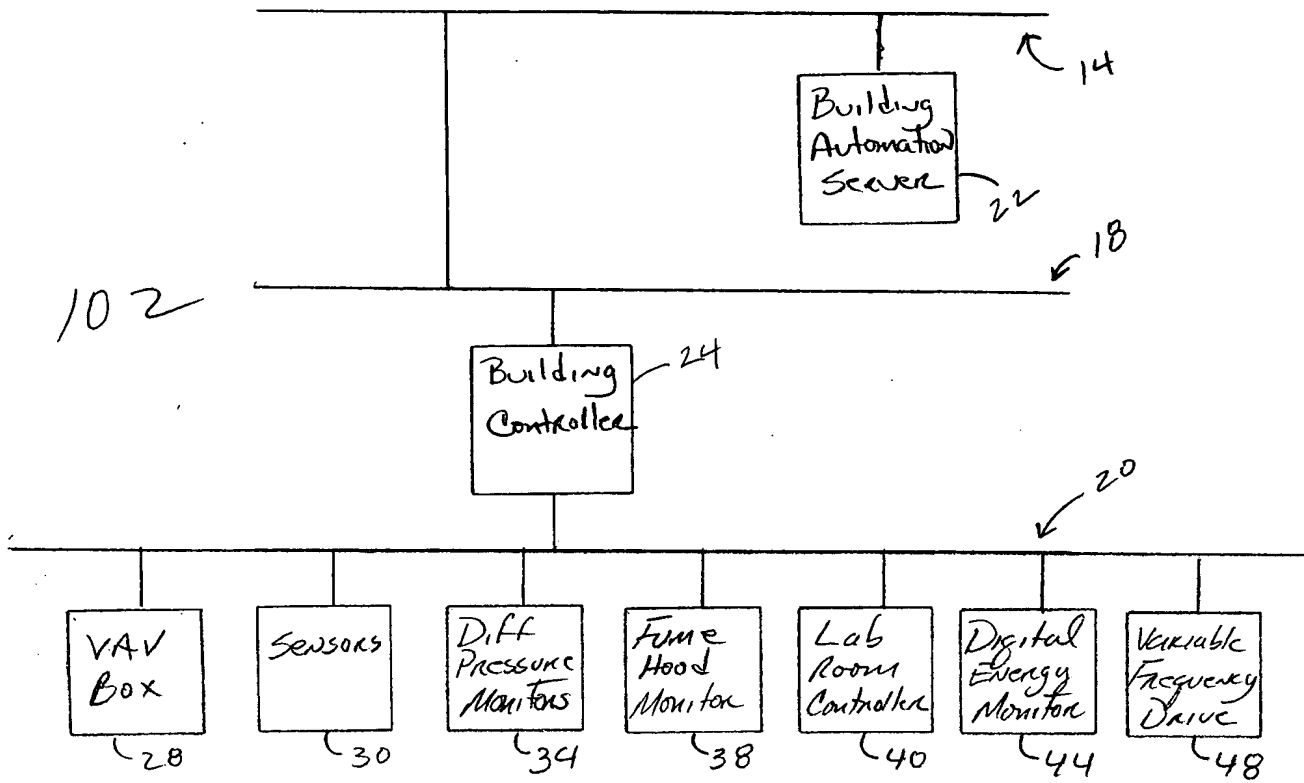 14
Building
Automation
Server
22
18
102
Building
Controller
24
20
VAV
Box
Sensors
Diff
Pressure
Monitors
Fume
Hood
Monitor
Lab
Room
Controller
Digital
Energy
Monitor
Variable
Frequency
Drive
28
30
34
38
40
44
48